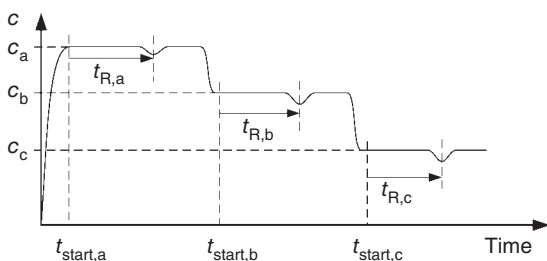 c
c_a
t_R,a
c_b
t_R,b
c_c
t_R,c
t_start,a t_start,b t_start,c Time